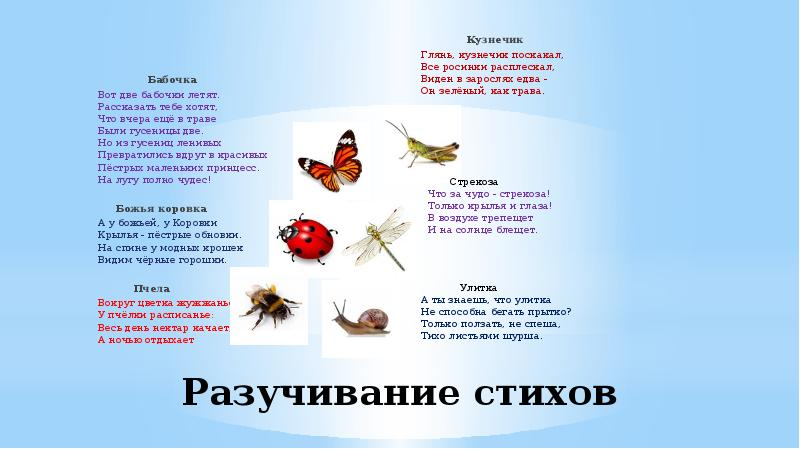 Бабочка
Вот две бабочки летят.
Рассказать тебе хотят,
Что вчера ещё в траве
Были гусеницы две.
Но из гусениц ленивых
Превратились вдруг в красивых
Пёстрых маленьких принцесс.
На лугу полно чудес!
Божья коровка
А у божьей, у Коровки
Крылья - пёстрые обновки.
На спине у модных крошек
Видим чёрные горошки.
Пчела
Вокруг цветка жужжанье
У пчёлки расписанье:
Весь день нектар качает,
А ночью отдыхает
Кузнечик
Глянь, кузнечик поскакал,
Все росинки расплескал,
Виден в зарослях едва -
Он зелёный, как трава.
Стрекоза
Что за чудо - стрекоза!
Только крылья и глаза!
В воздухе трепещет
И на солнце блещет.
Улитка
А ты знаешь, что улитка
Не способна бегать прытко?
Только ползать, не спеша,
Тихо листьями шурша.
Разучивание стихов